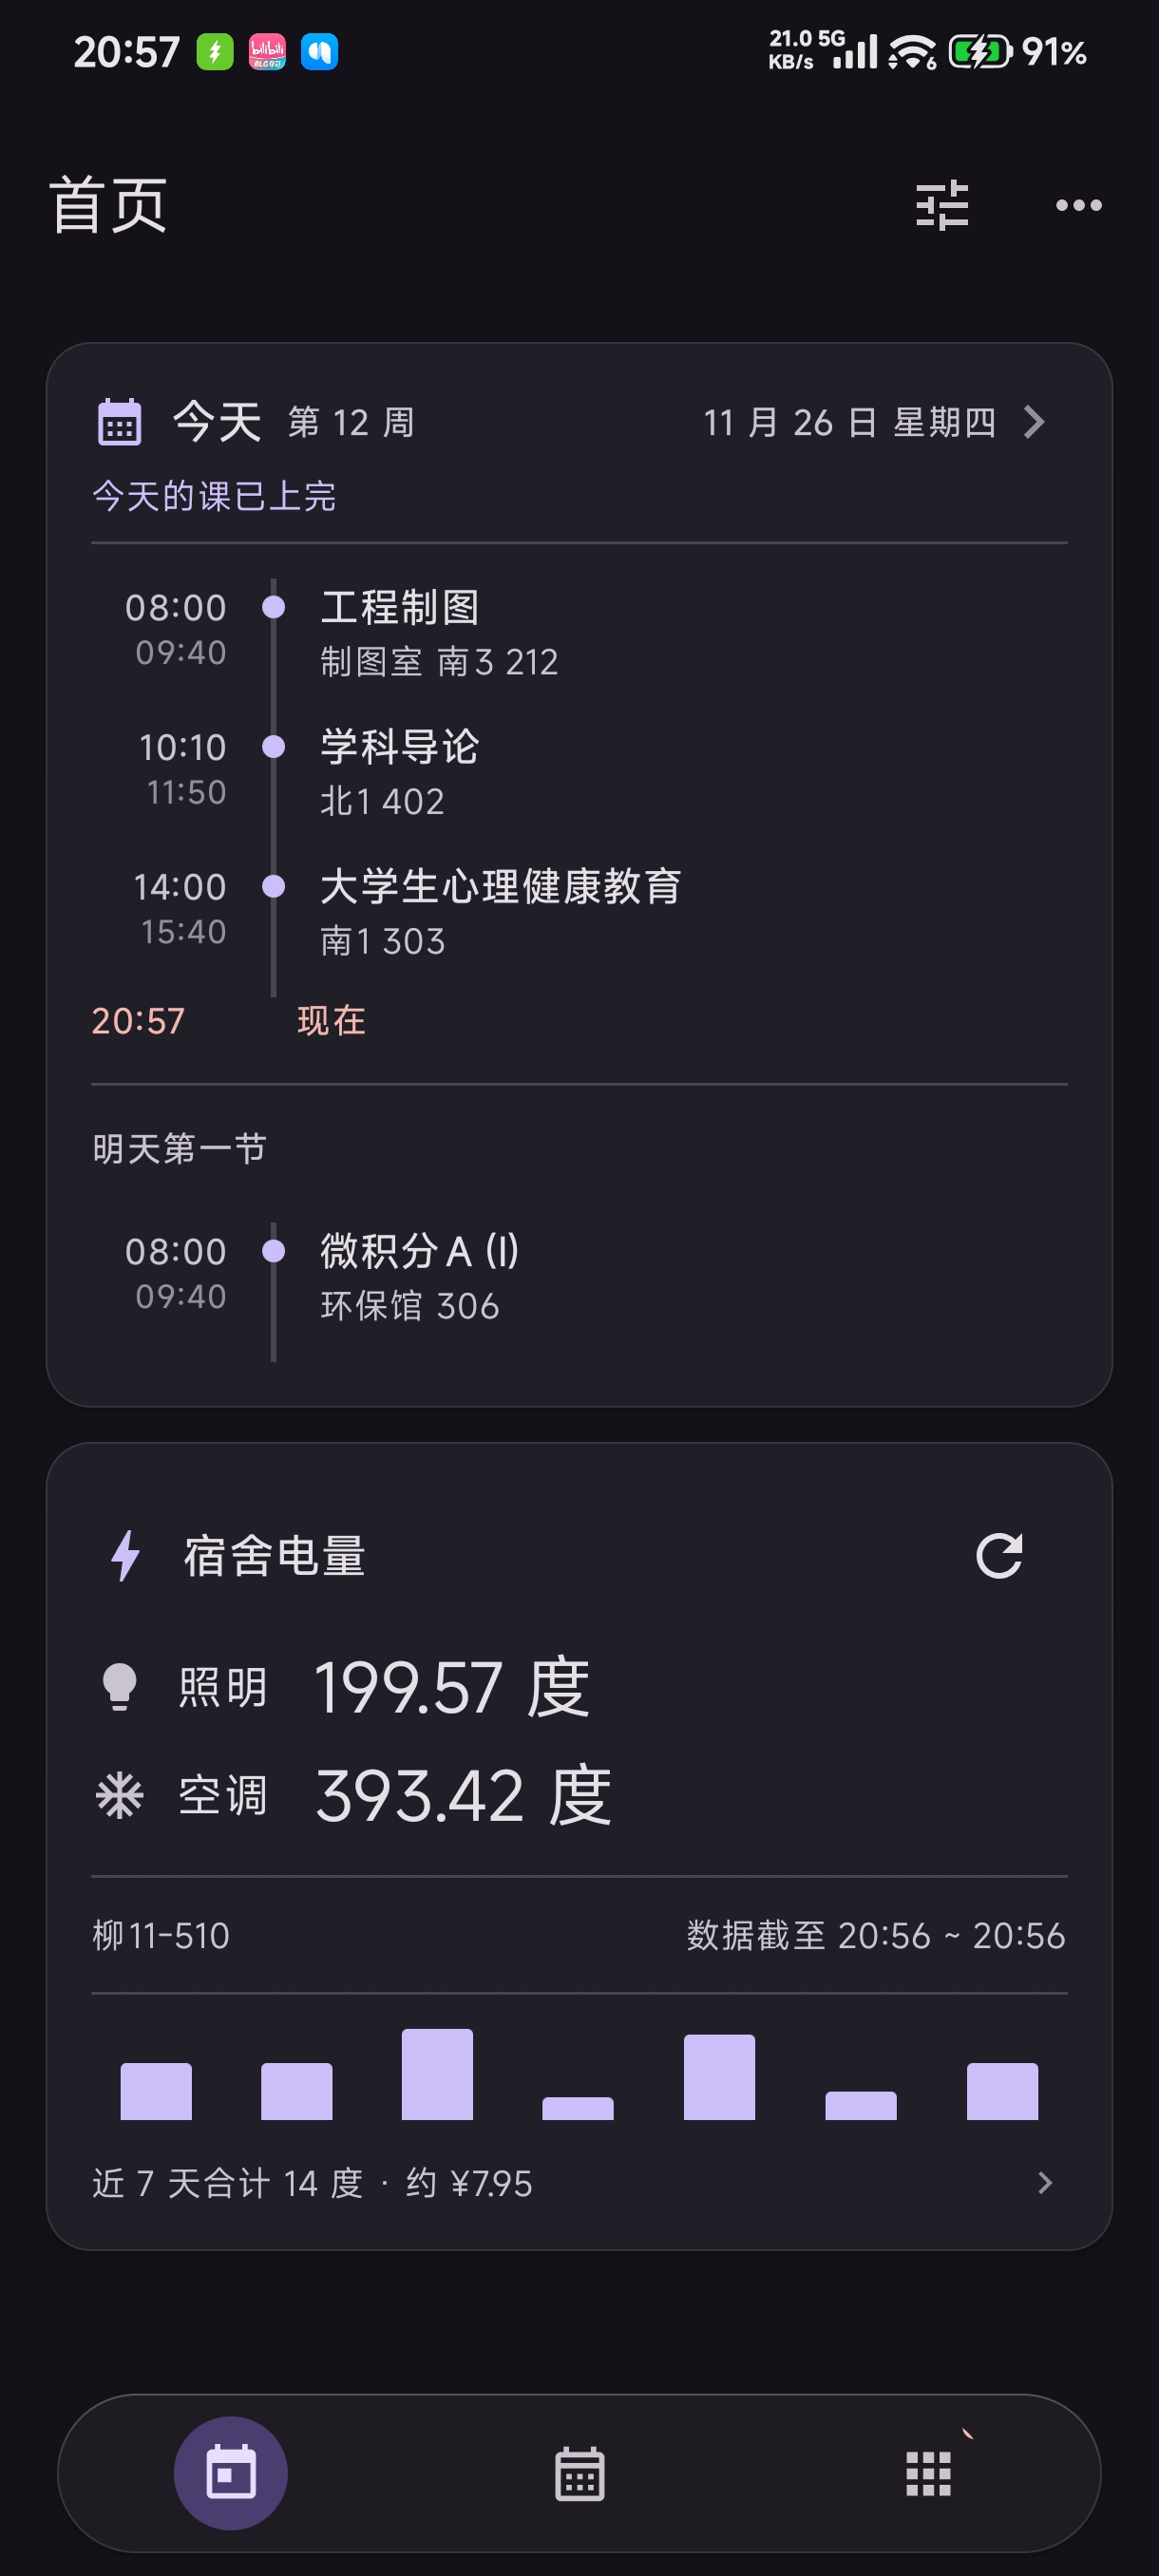 20:57
21.0 5G
KB/s
6
91%
首页
今天 第 12 周 11 月 26 日 星期四
今天的课已上完
08:00 工程制图
09:40 制图室 南3 212
10:10 学科导论
11:50 北1 402
14:00 大学生心理健康教育
15:40 南1 303
20:57 现在
明天第一节
08:00 微积分A (I)
09:40 环保馆 306
宿舍电量
照明 199.57 度
空调 393.42 度
柳11-510 数据截至 20:56 ~ 20:56
近 7 天合计 14 度 · 约 ¥7.95